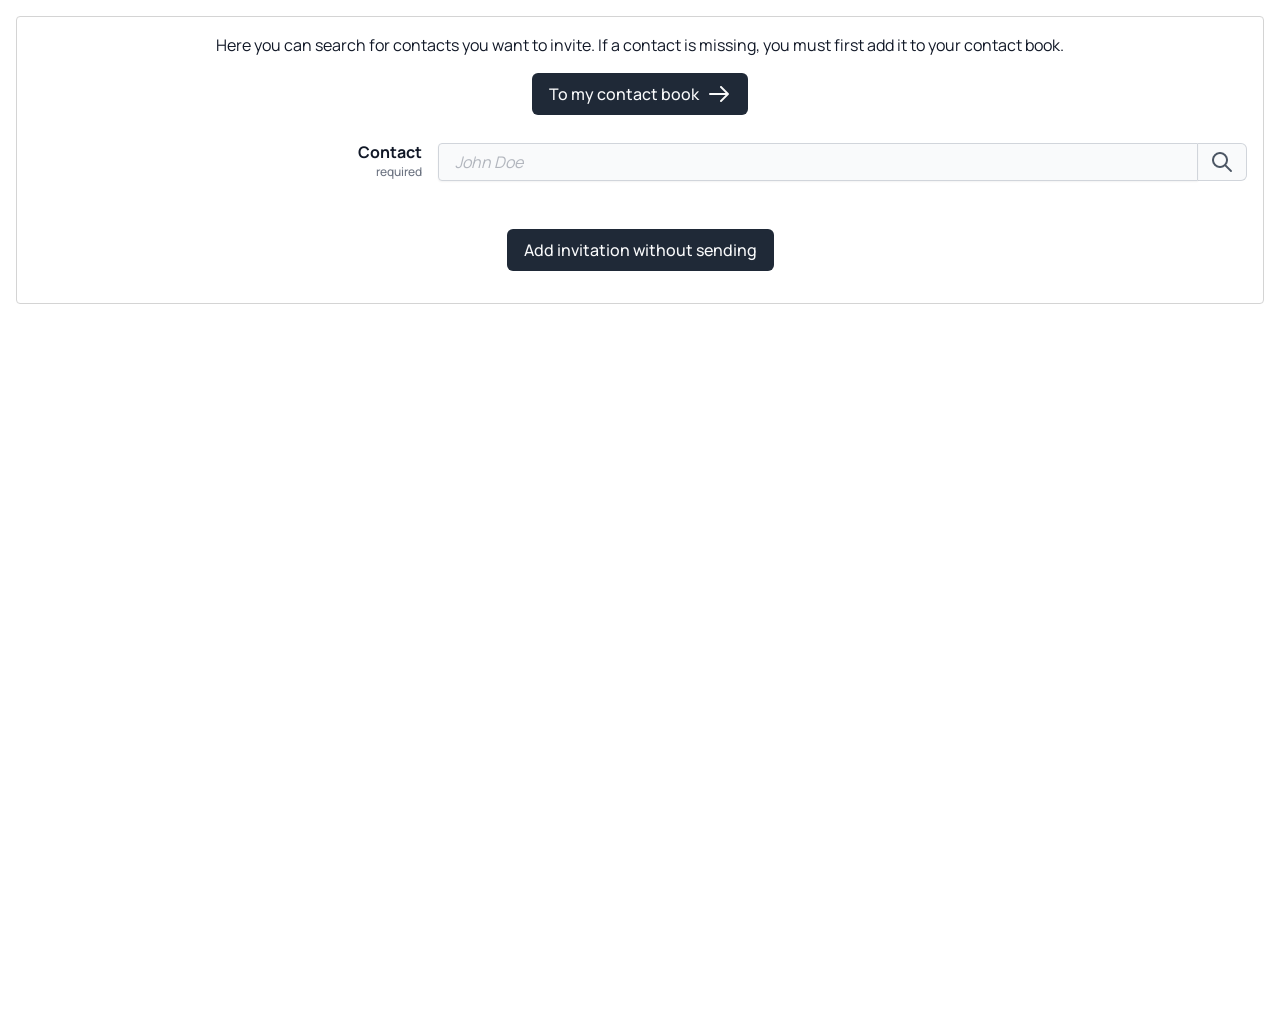 Here you can search for contacts you want to invite. If a contact is missing, you must first add it to your contact book.
To my contact book
Contact
required
John Doe
Add invitation without sending